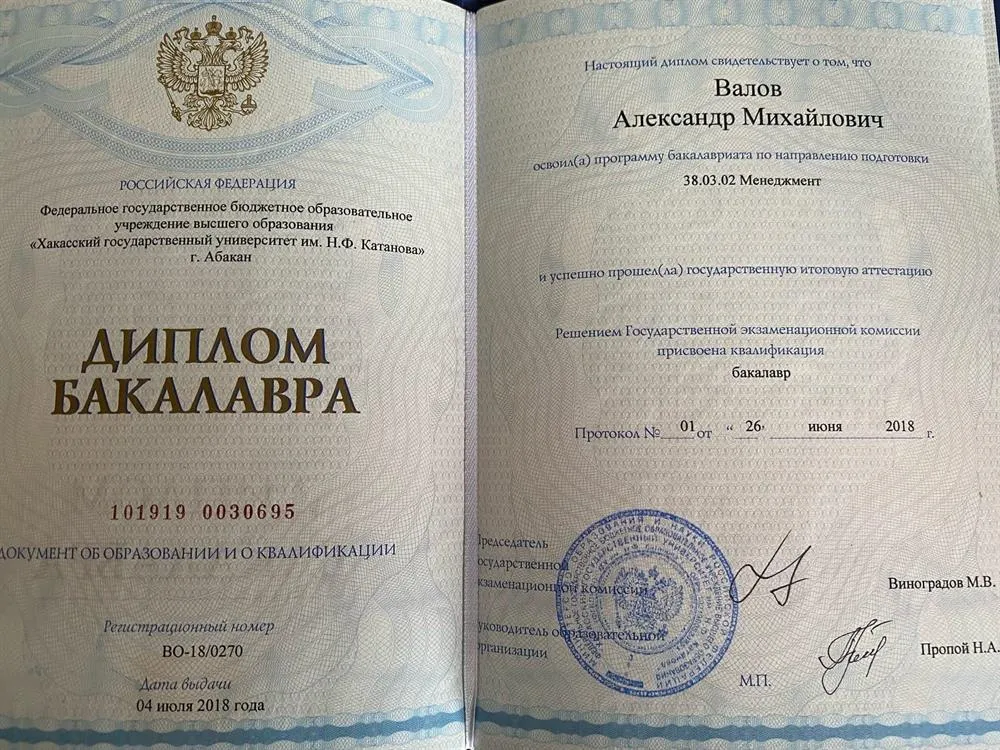 РОССИЙСКАЯ ФЕДЕРАЦИЯ
Федеральное государственное бюджетное образовательное
учреждение высшего образования
«Хакасский государственный университет им. Н.Ф. Катанова»
г. Абакан
ДИПЛОМ
БАКАЛАВРА
101919 0030695
ДОКУМЕНТ ОБ ОБРАЗОВАНИИ И О КВАЛИФИКАЦИИ
Регистрационный номер
ВО-18/0270
Дата выдачи
04 июля 2018 года
Настоящий диплом свидетельствует о том, что
Валов
Александр Михайлович
освоил(а) программу бакалавриата по направлению подготовки
38.03.02 Менеджмент
и успешно прошел(ла) государственную итоговую аттестацию
Решением Государственной экзаменационной комиссии
присвоена квалификация
бакалавр
Протокол № 01 от " 26 " июня 2018 г.
Председатель
государственной
экзаменационной комиссии
Виноградов М.В.
Руководитель образовательной
организации
Пропой Н.А.
М.П.